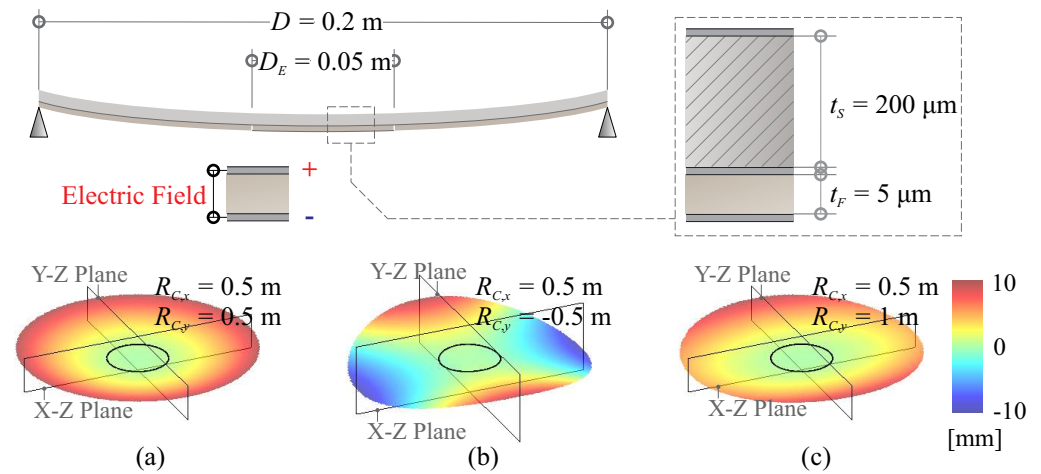 D = 0.2 m
D_E = 0.05 m
t_S = 200 μm
+
Electric Field
-
t_F = 5 μm
Y-Z Plane
R_C,x = 0.5 m
R_C,y = 0.5 m
X-Z Plane
(a)
Y-Z Plane
R_C,x = 0.5 m
R_C,y = -0.5 m
X-Z Plane
(b)
Y-Z Plane
R_C,x = 0.5 m
R_C,y = 1 m
X-Z Plane
(c)
10
0
-10
[mm]